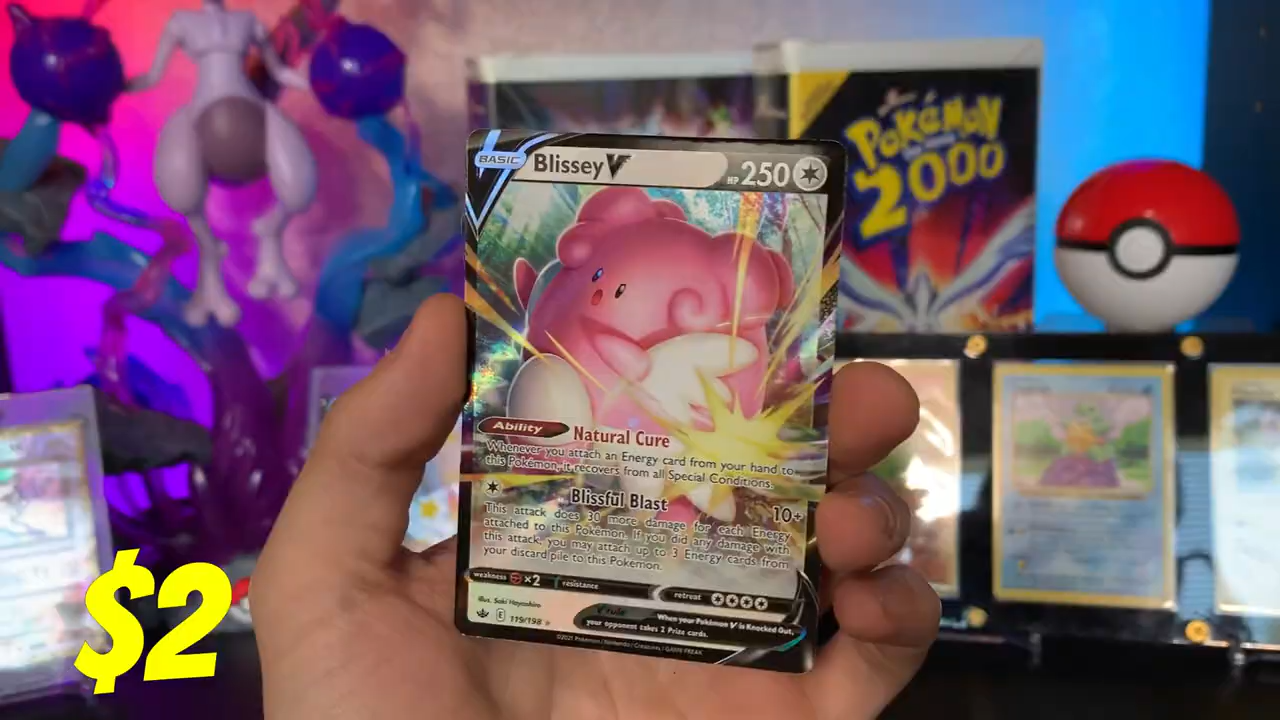 BASIC
Blissey V
HP 250
POKÉMON
2000
Ability
Natural Cure
Whenever you attach an Energy card from your hand to
this Pokémon, it recovers from all Special Conditions.
Blissful Blast
10+
This attack does 30 more damage for each Energy
attached to this Pokémon. If you did any damage with
this attack, you may attach up to 3 Energy cards from
your discard pile to this Pokémon.
weakness ×2 resistance
retreat
illus. Saki Hayashiro
V rule
When your Pokémon V is Knocked Out,
your opponent takes 2 Prize cards.
E 119/198
©2021 Pokémon / Nintendo / Creatures / GAME FREAK
$2